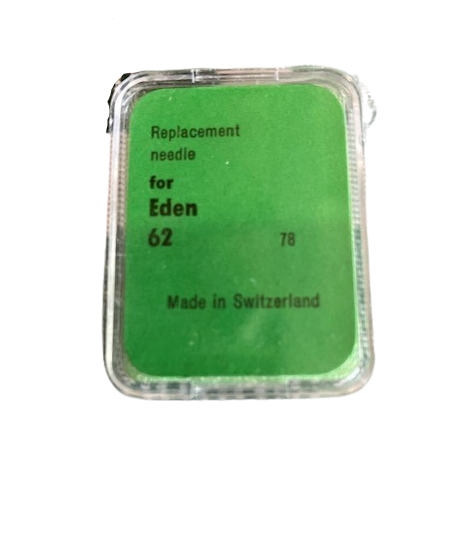 Replacement
needle
for
Eden
62 78
Made in Switzerland